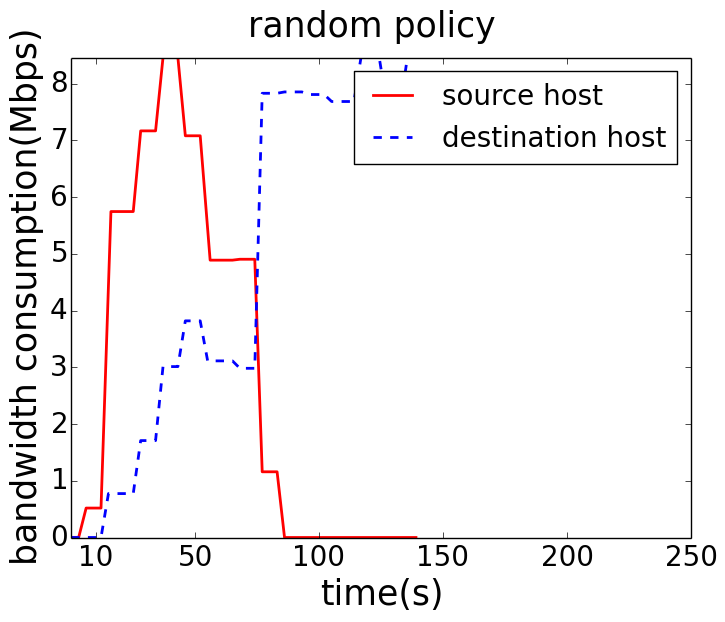 random policy
bandwidth consumption(Mbps)
8
7
6
5
4
3
2
1
0
source host
destination host
10 50 100 150 200 250
time(s)